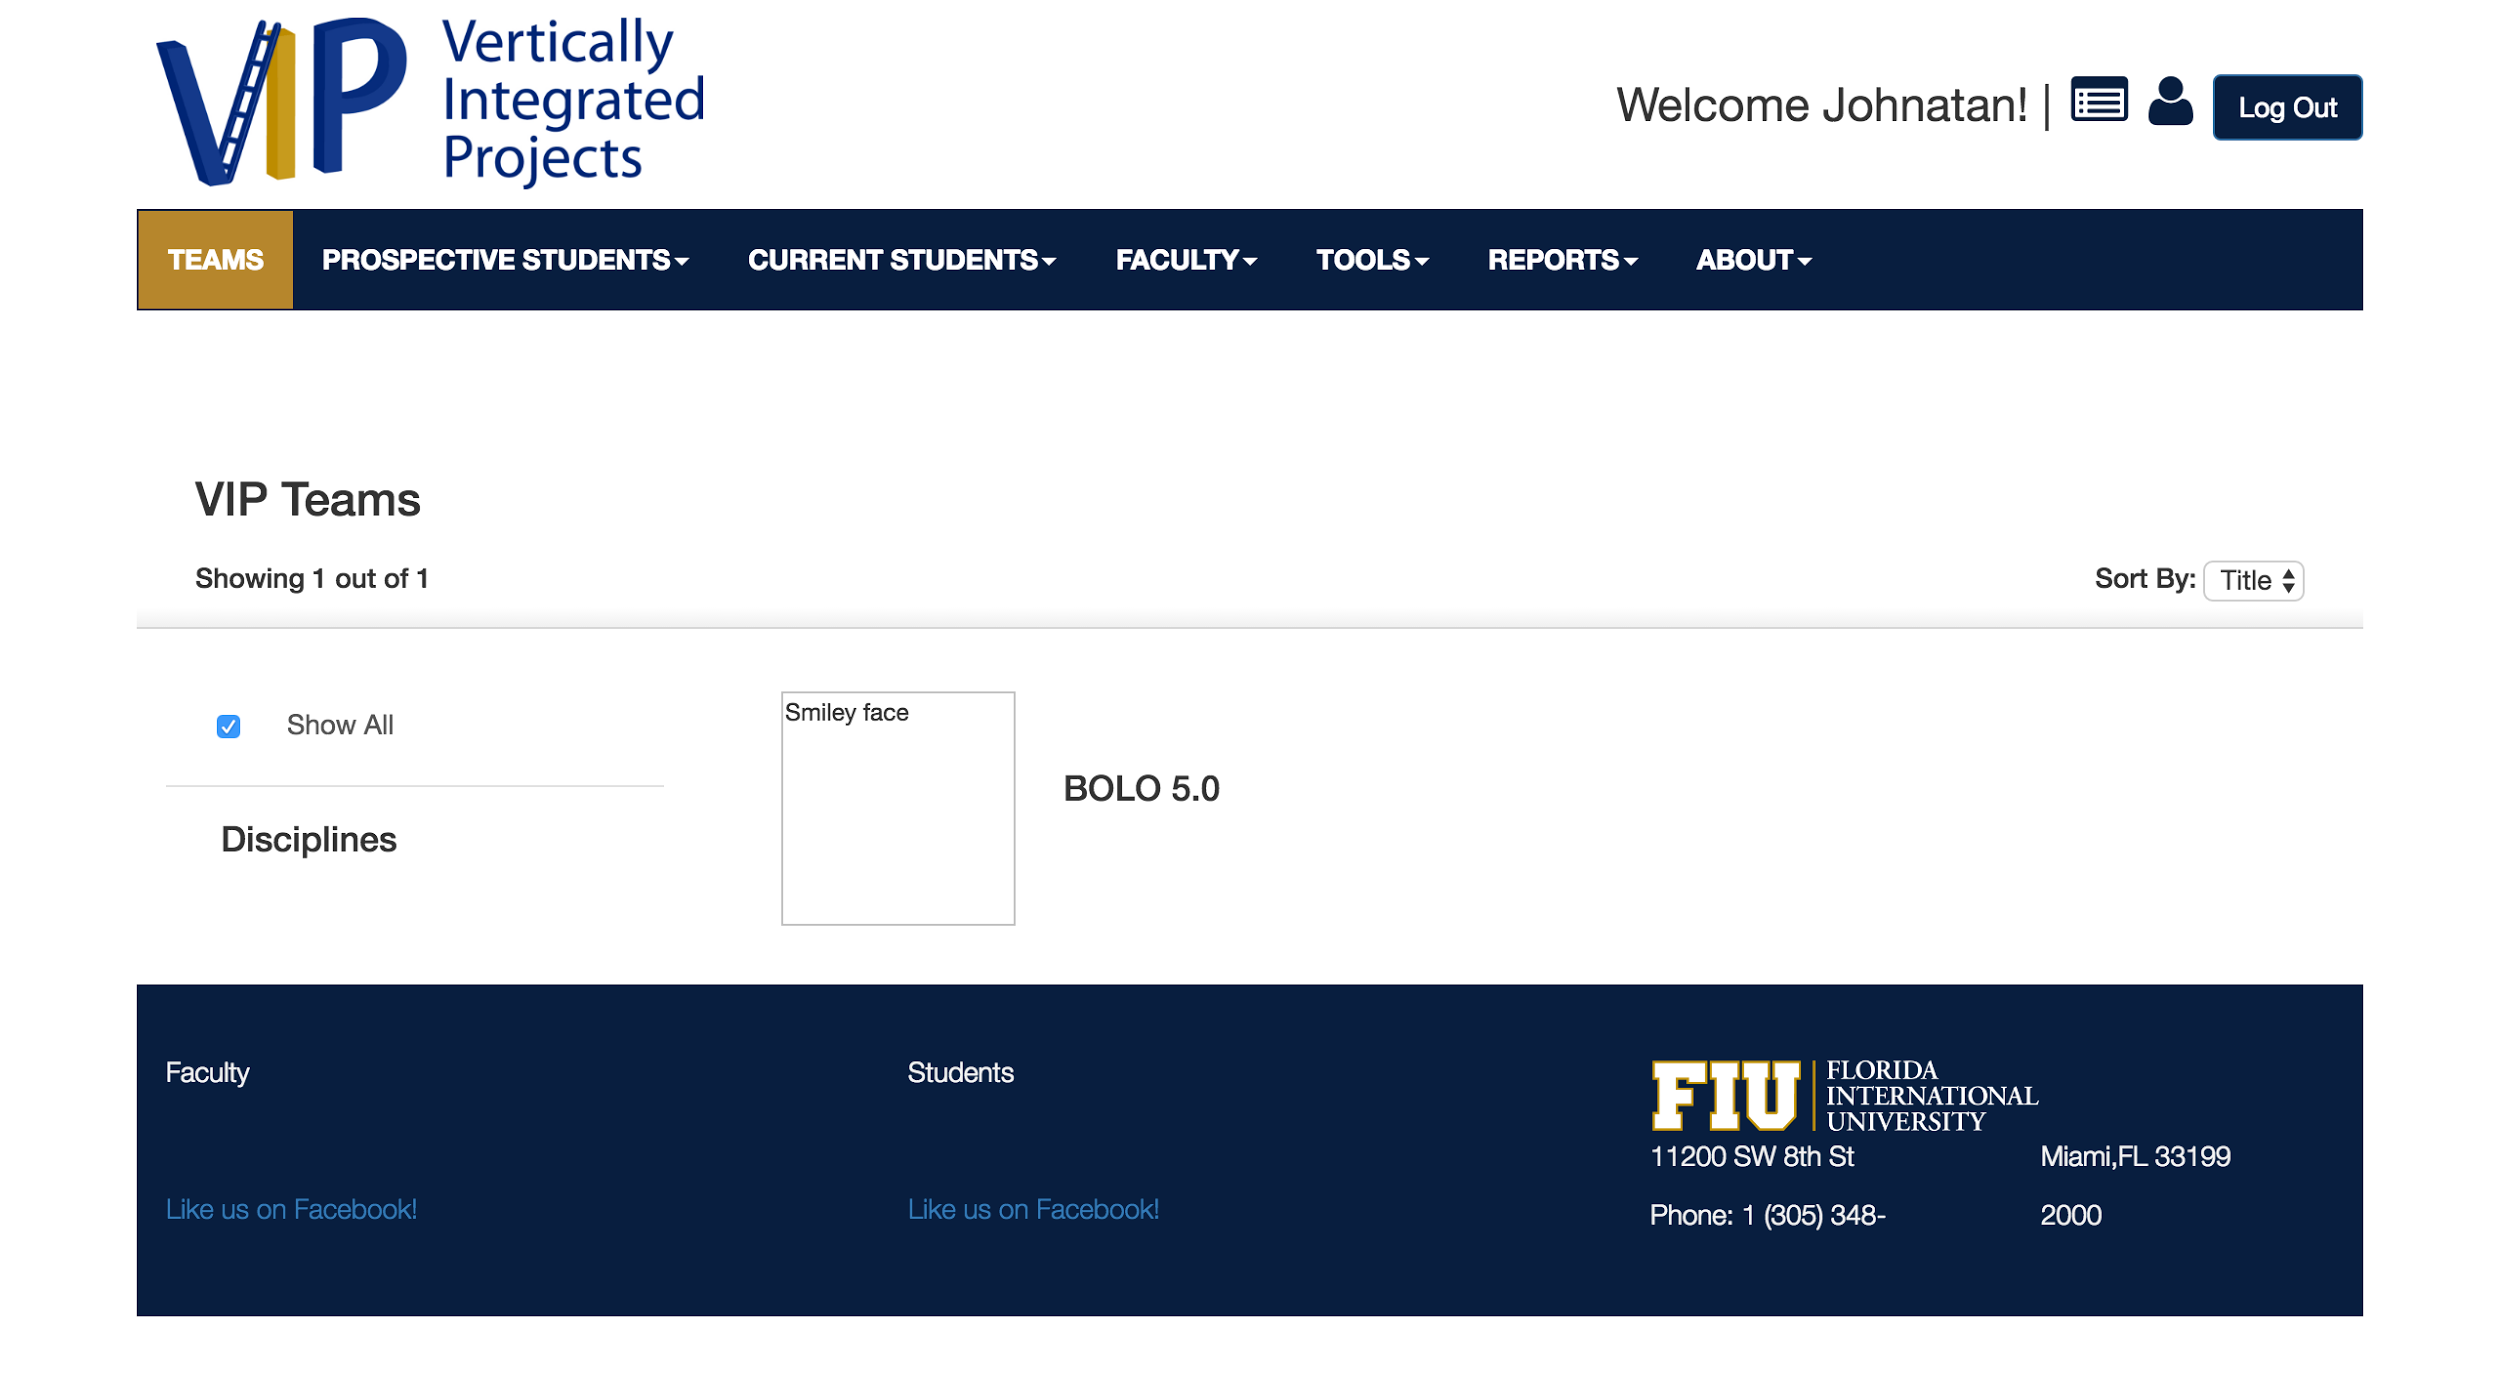 VIP
Vertically
Integrated
Projects
Welcome Johnatan! |
Log Out
TEAMS
PROSPECTIVE STUDENTS
CURRENT STUDENTS
FACULTY
TOOLS
REPORTS
ABOUT
VIP Teams
Showing 1 out of 1
Sort By: Title
Show All
Disciplines
Smiley face
BOLO 5.0
Faculty
Like us on Facebook!
Students
Like us on Facebook!
FIU
FLORIDA
INTERNATIONAL
UNIVERSITY
11200 SW 8th St
Miami,FL 33199
Phone: 1 (305) 348-
2000